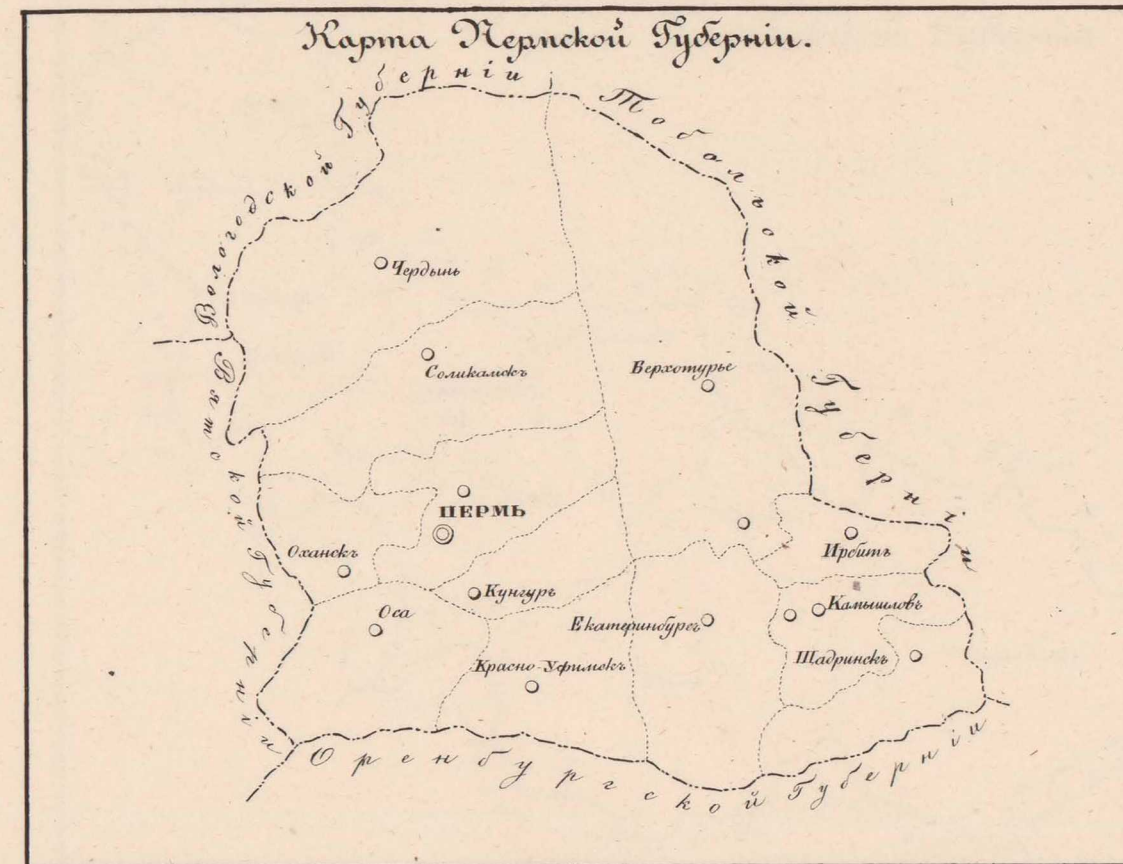 Карта Пермской Губерніи.
Вологодской Губерніи
Тобольской Губерніи
Вятской Губерніи
Оренбургской Губерніи
Чердынь
Соликамскъ
Верхотурье
ПЕРМЬ
Оханскъ
Ирбить
Кунгуръ
Камышловъ
Оса
Екатеринбургъ
Красно-Уфимскъ
Шадринскъ